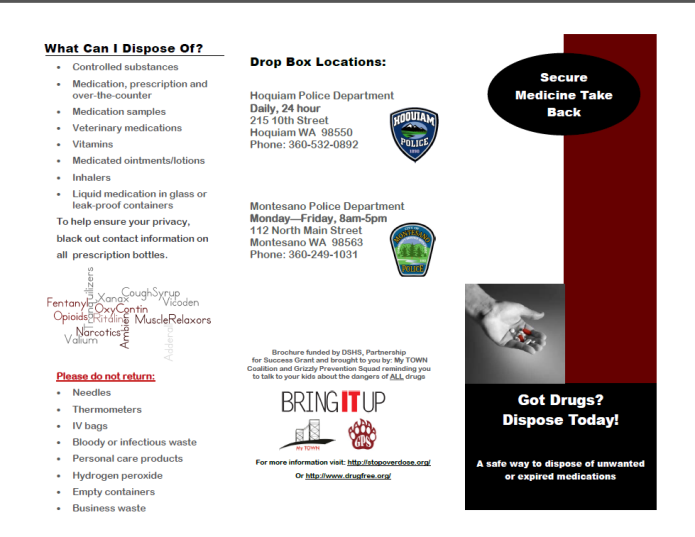 What Can I Dispose Of?
• Controlled substances
• Medication, prescription and
over-the-counter
• Medication samples
• Veterinary medications
• Vitamins
• Medicated ointments/lotions
• Inhalers
• Liquid medication in glass or
leak-proof containers
To help ensure your privacy,
black out contact information on
all prescription bottles.
Tranquilizers
CoughSyrup
Xanax
Vicoden
Fentanyl
OxyContin
Opioids
Ritalin
MuscleRelaxors
Ambien
Narcotics
Valium
Adderal
Please do not return:
• Needles
• Thermometers
• IV bags
• Bloody or infectious waste
• Personal care products
• Hydrogen peroxide
• Empty containers
• Business waste
Drop Box Locations:
Hoquiam Police Department
Daily, 24 hour
215 10th Street
Hoquiam WA 98550
Phone: 360-532-0892
HOQUIAM
POLICE
1890
Montesano Police Department
Monday—Friday, 8am-5pm
112 North Main Street
Montesano WA 98563
Phone: 360-249-1031
CITY OF
MONTESANO
POLICE
Brochure funded by DSHS, Partnership
for Success Grant and brought to you by: My TOWN
Coalition and Grizzly Prevention Squad reminding you
to talk to your kids about the dangers of ALL drugs
BRING IT UP
My TOWN
GPS
For more information visit: http://stopoverdose.org/
Or http://www.drugfree.org/
Secure
Medicine Take
Back
Got Drugs?
Dispose Today!
A safe way to dispose of unwanted
or expired medications